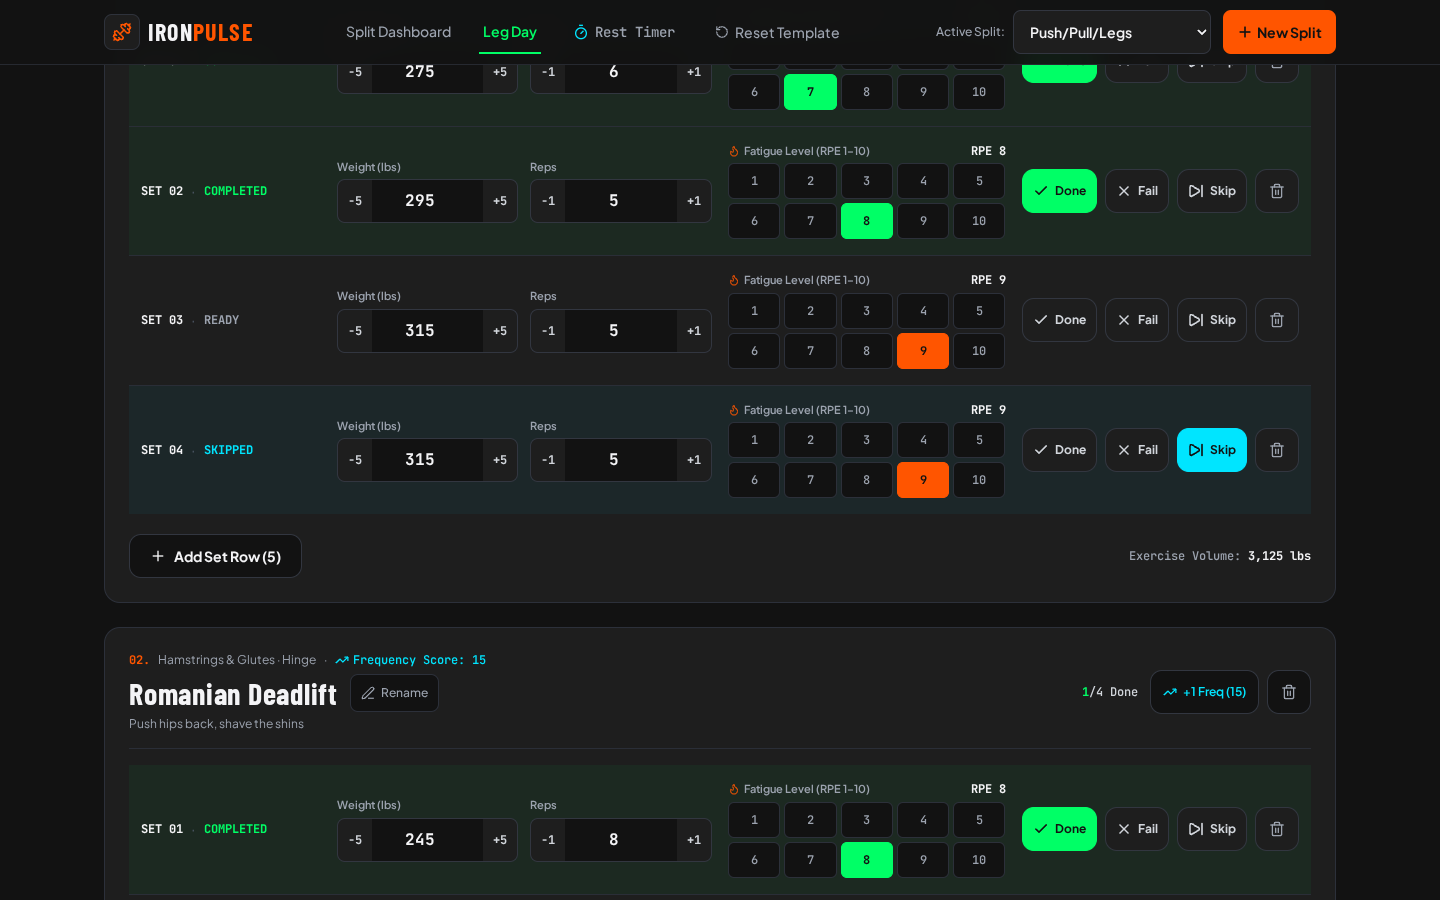 IRONPULSE Split Dashboard Leg Day Rest Timer Reset Template Active Split: Push/Pull/Legs + New Split
-5 275 +5 -1 6 +1
6 7 8 9 10
Weight (lbs) Reps Fatigue Level (RPE 1–10) RPE 8
SET 02 · COMPLETED -5 295 +5 -1 5 +1 1 2 3 4 5 Done Fail Skip
6 7 8 9 10
Weight (lbs) Reps Fatigue Level (RPE 1–10) RPE 9
SET 03 · READY -5 315 +5 -1 5 +1 1 2 3 4 5 Done Fail Skip
6 7 8 9 10
Weight (lbs) Reps Fatigue Level (RPE 1–10) RPE 9
SET 04 · SKIPPED -5 315 +5 -1 5 +1 1 2 3 4 5 Done Fail Skip
6 7 8 9 10
+ Add Set Row (5) Exercise Volume: 3,125 lbs
02. Hamstrings & Glutes · Hinge · Frequency Score: 15
Romanian Deadlift Rename 1/4 Done +1 Freq (15)
Push hips back, shave the shins
Weight (lbs) Reps Fatigue Level (RPE 1–10) RPE 8
SET 01 · COMPLETED -5 245 +5 -1 8 +1 1 2 3 4 5 Done Fail Skip
6 7 8 9 10